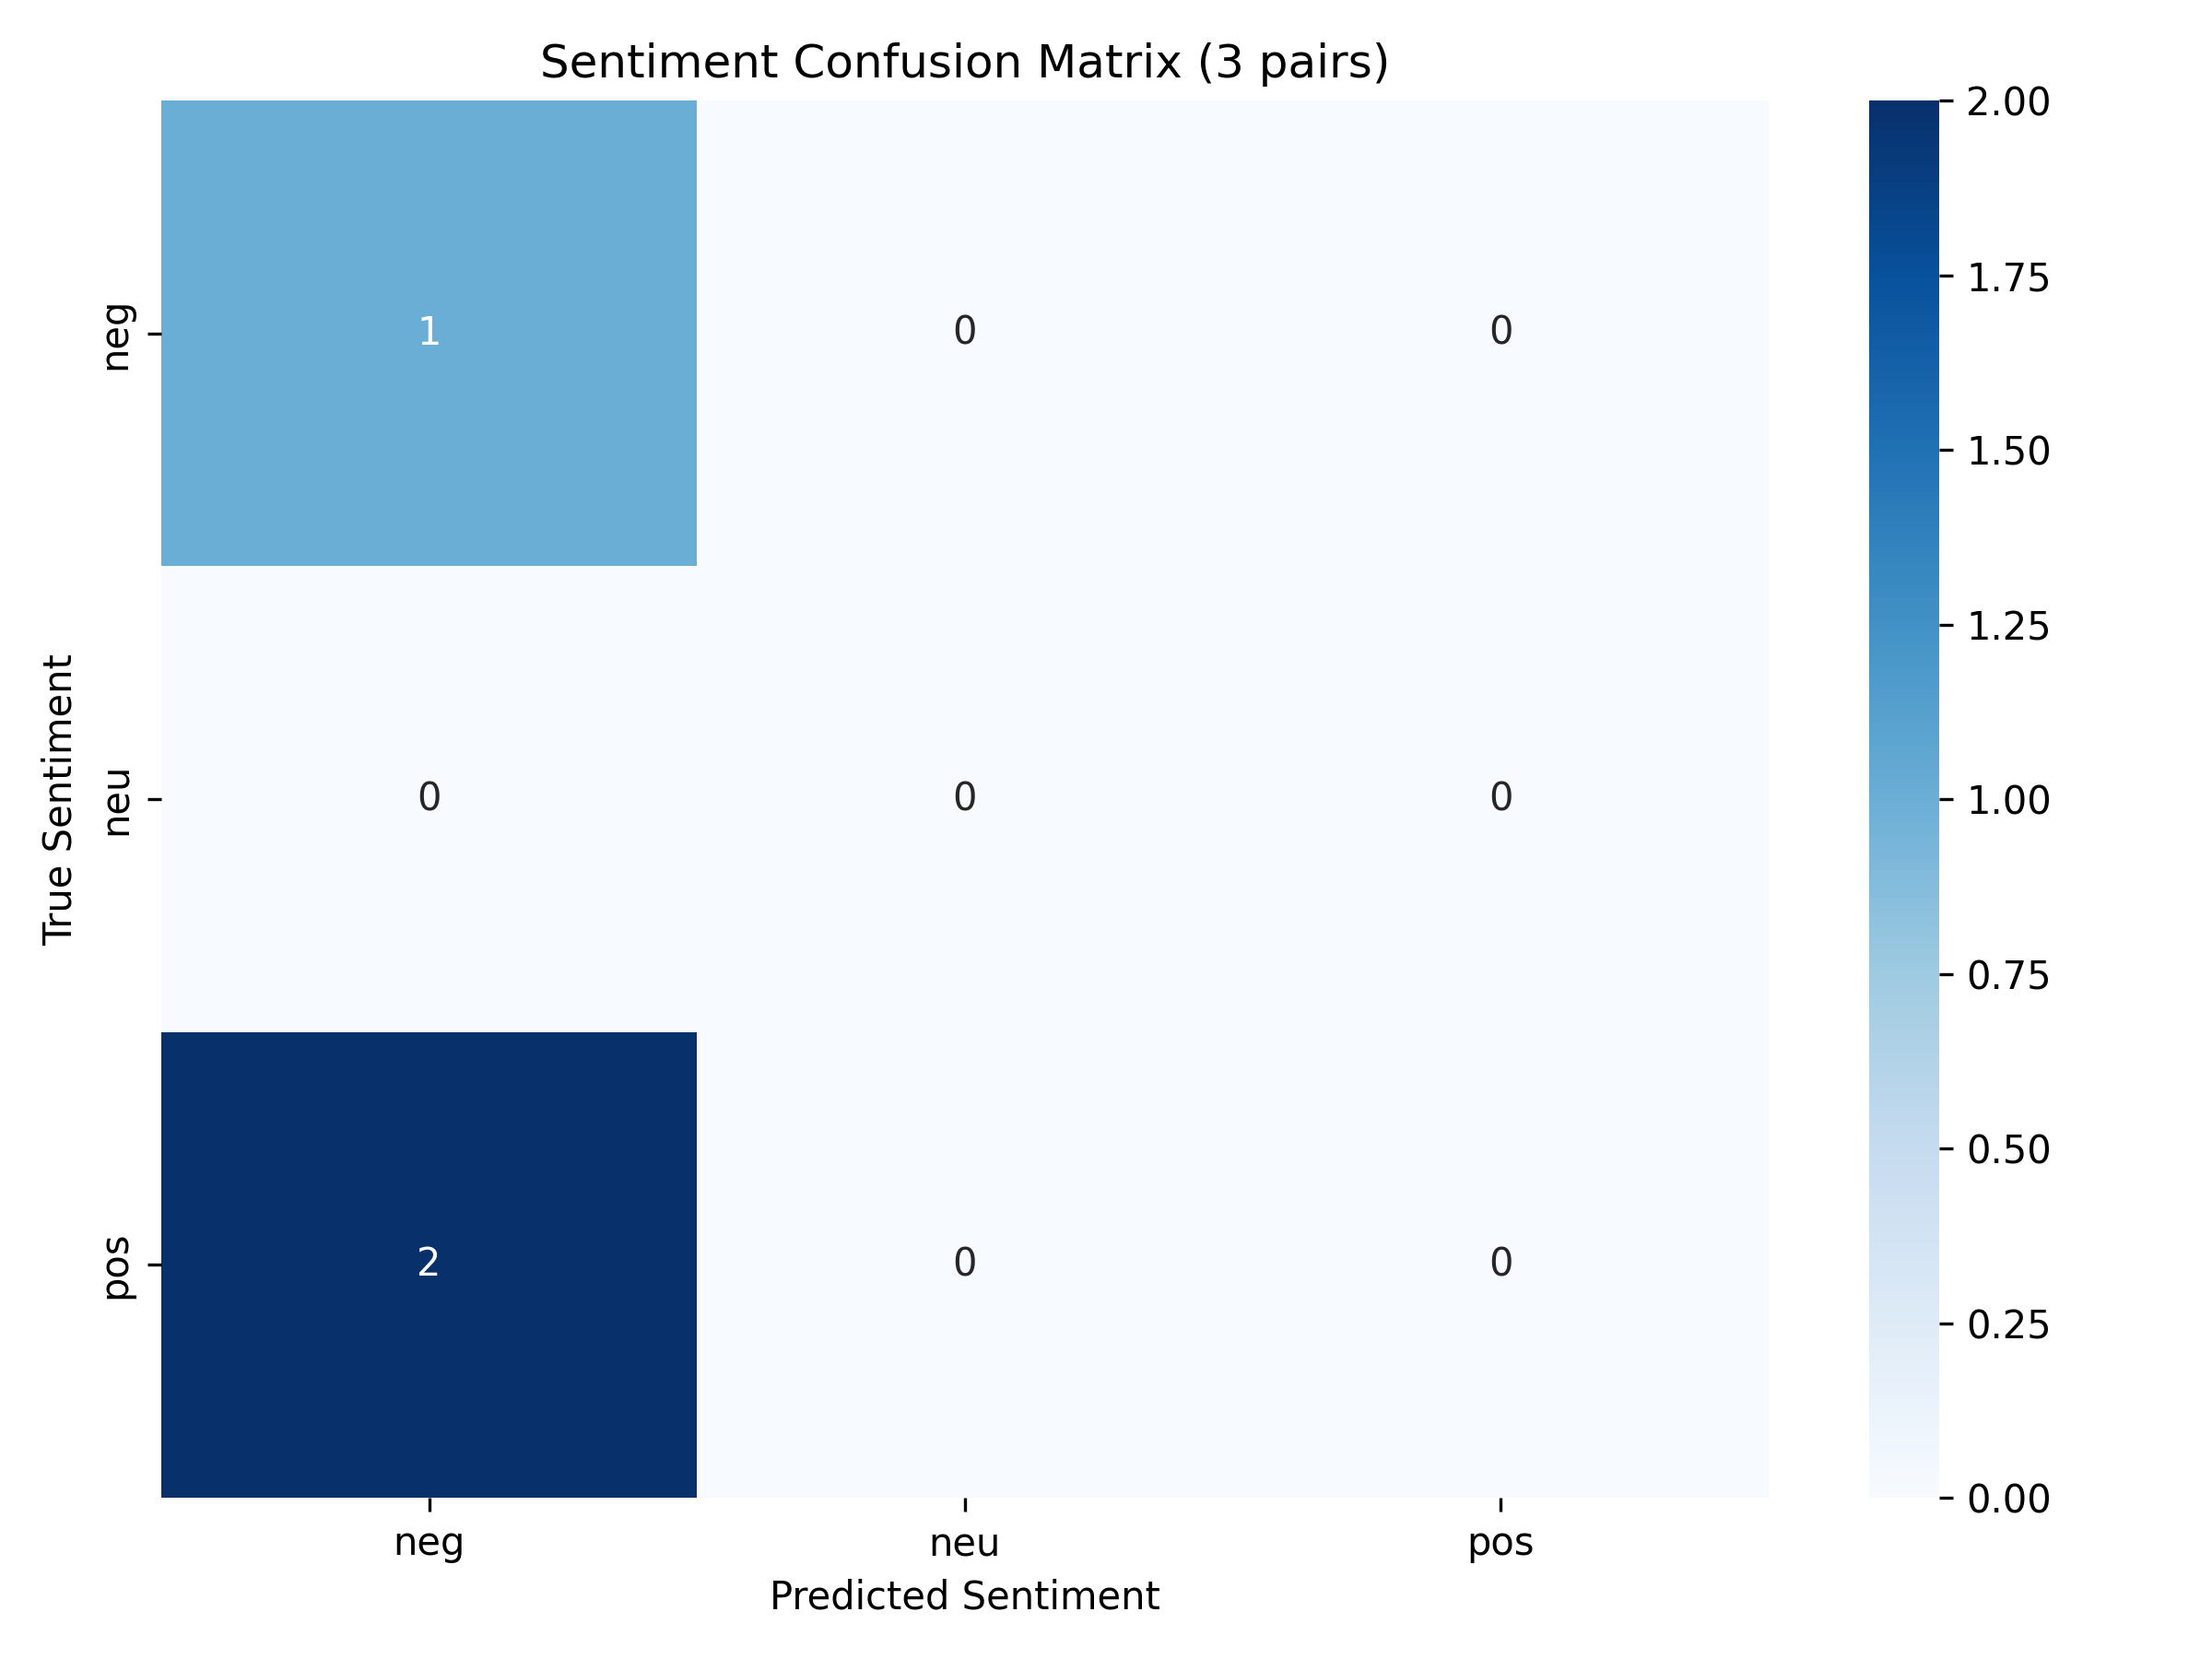 Sentiment Confusion Matrix (3 pairs)
True Sentiment
neg
1 0 0
neu
0 0 0
pos
2 0 0
neg neu pos
Predicted Sentiment
2.00
1.75
1.50
1.25
1.00
0.75
0.50
0.25
0.00